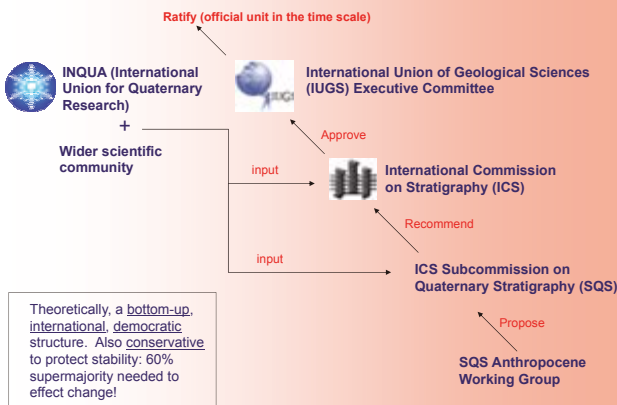 Ratify (official unit in the time scale)
INQUA (International
Union for Quaternary
Research)
+
Wider scientific
community
IUGS
International Union of Geological Sciences
(IUGS) Executive Committee
Approve
input
International Commission
on Stratigraphy (ICS)
Recommend
input
ICS Subcommission on
Quaternary Stratigraphy (SQS)
Propose
SQS Anthropocene
Working Group
Theoretically, a bottom-up,
international, democratic
structure. Also conservative
to protect stability: 60%
supermajority needed to
effect change!